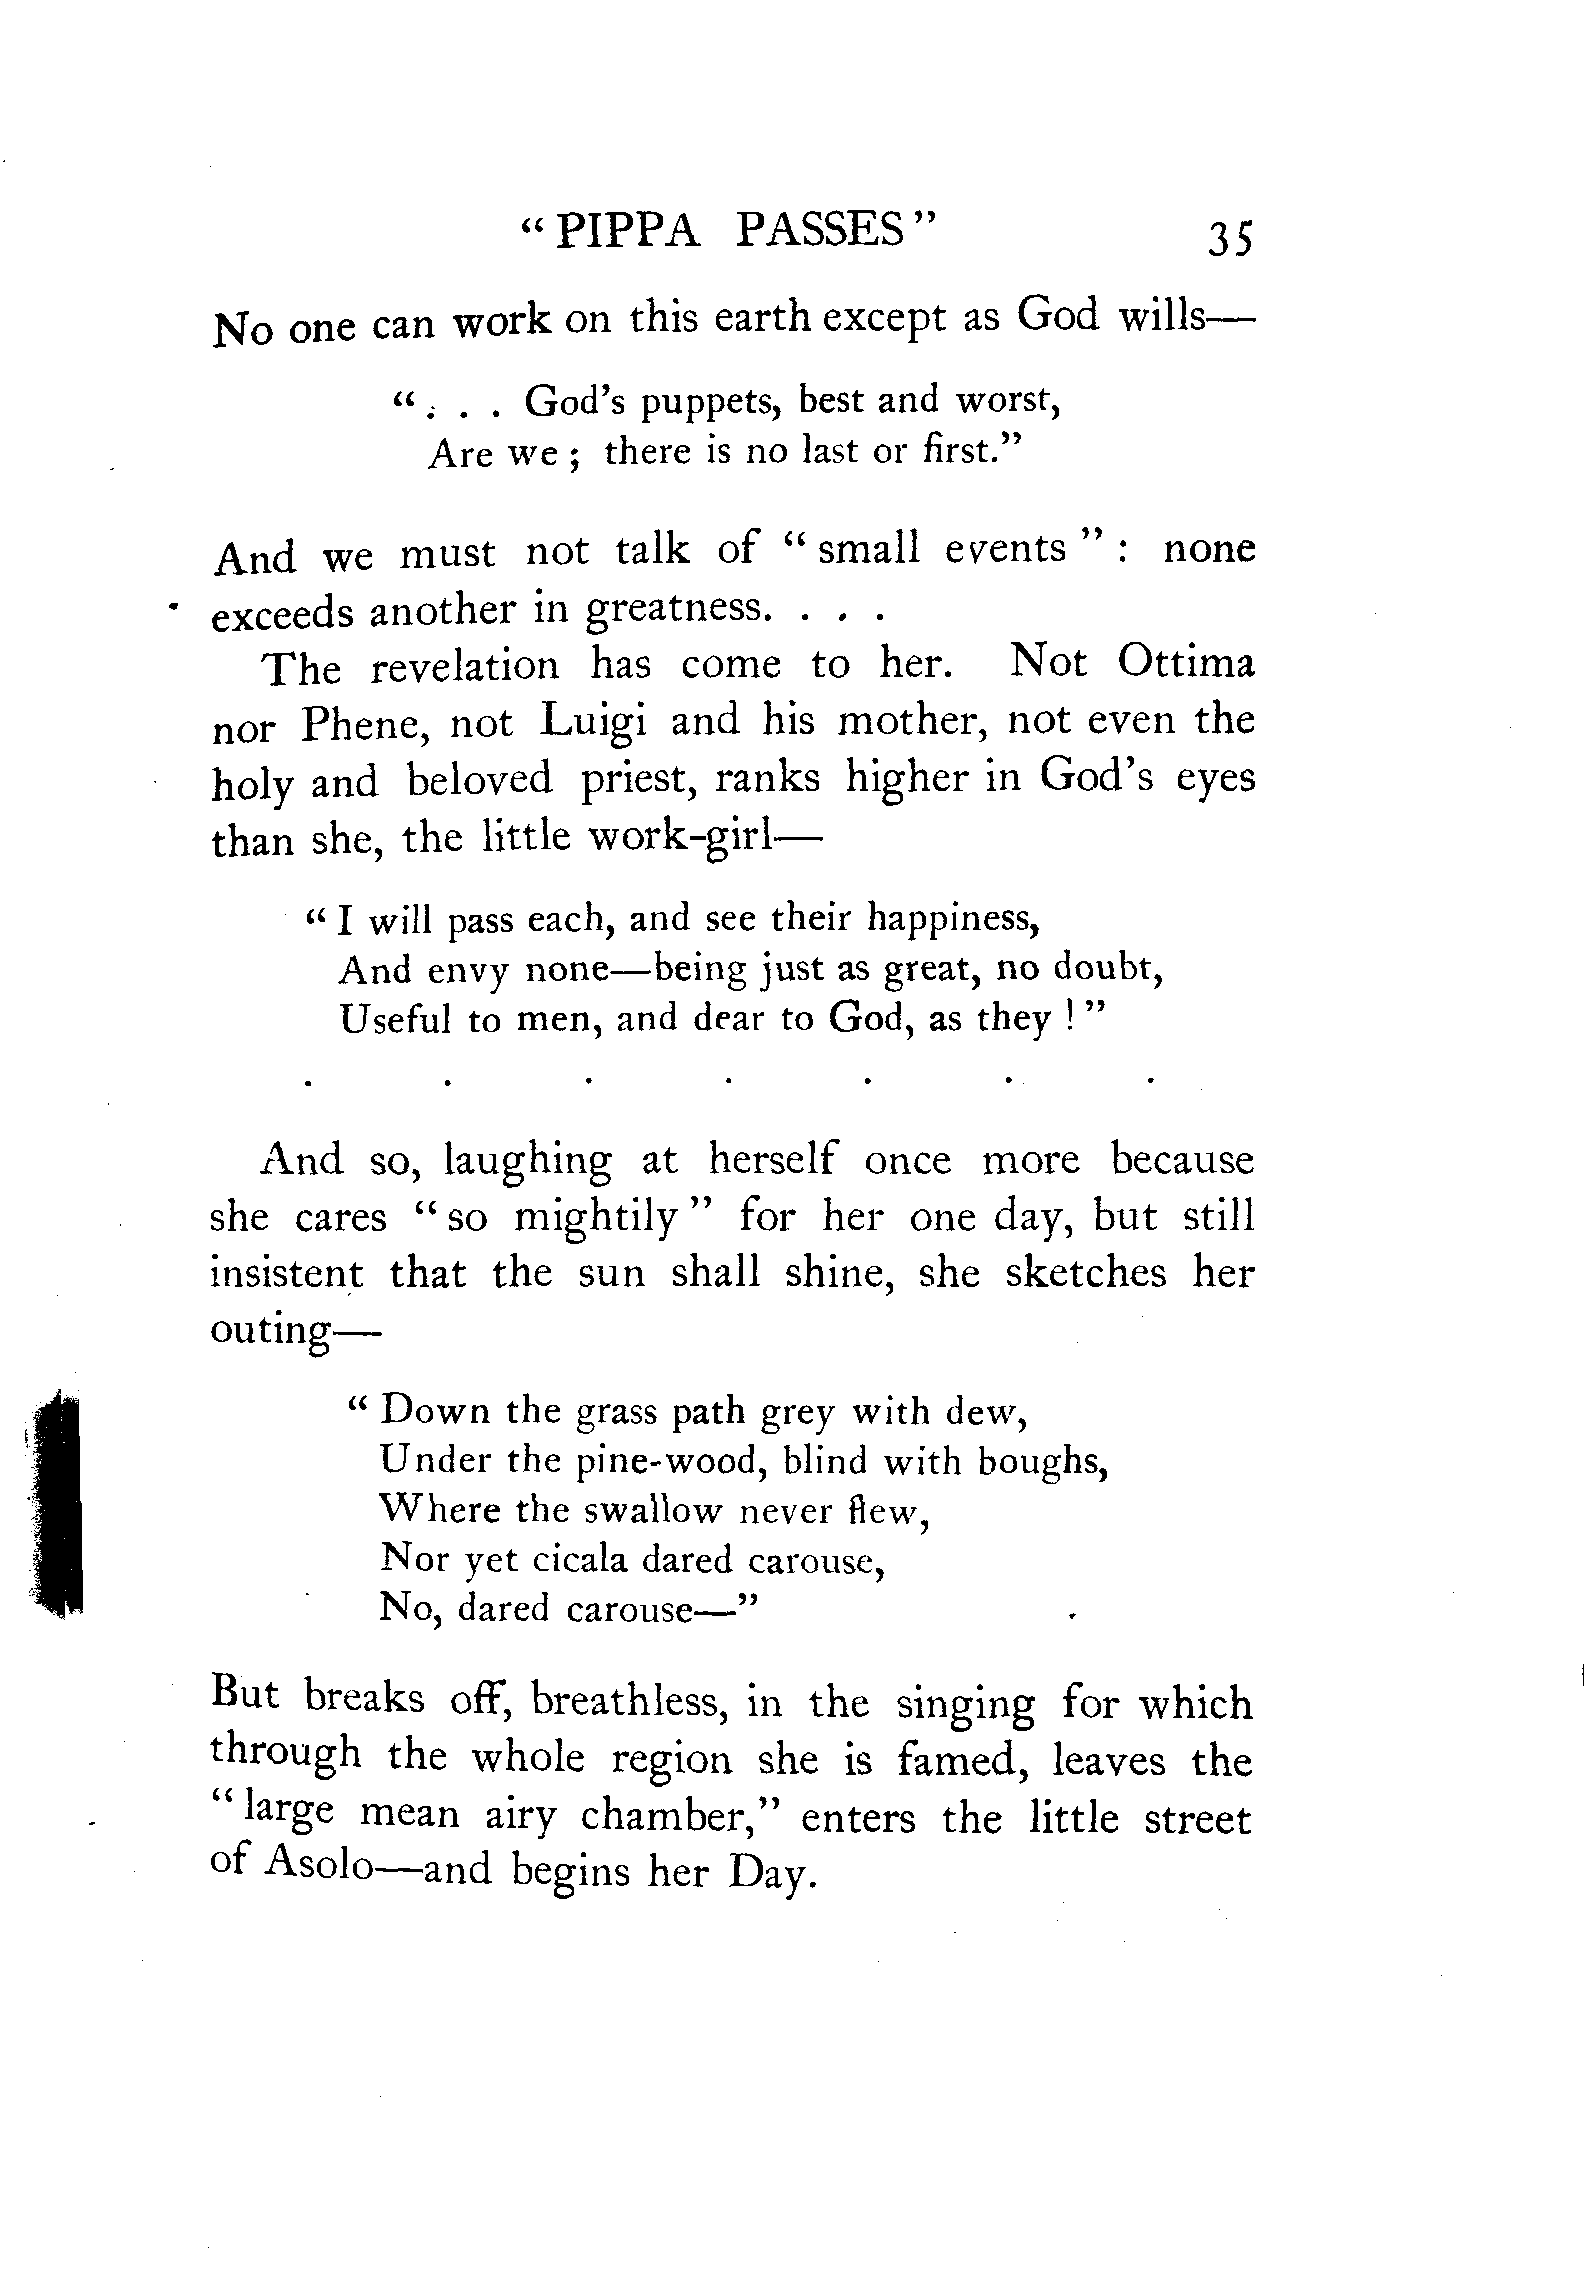 “PIPPA PASSES” 35
No one can work on this earth except as God wills—
“. . . God’s puppets, best and worst,
Are we ; there is no last or first.”
And we must not talk of “ small events ” : none
exceeds another in greatness. . . .
The revelation has come to her. Not Ottima
nor Phene, not Luigi and his mother, not even the
holy and beloved priest, ranks higher in God’s eyes
than she, the little work-girl—
“ I will pass each, and see their happiness,
And envy none—being just as great, no doubt,
Useful to men, and dear to God, as they ! ”
. . . . . . .
And so, laughing at herself once more because
she cares “ so mightily ” for her one day, but still
insistent that the sun shall shine, she sketches her
outing—
“ Down the grass path grey with dew,
Under the pine-wood, blind with boughs,
Where the swallow never flew,
Nor yet cicala dared carouse,
No, dared carouse—”
But breaks off, breathless, in the singing for which
through the whole region she is famed, leaves the
“ large mean airy chamber,” enters the little street
of Asolo—and begins her Day.